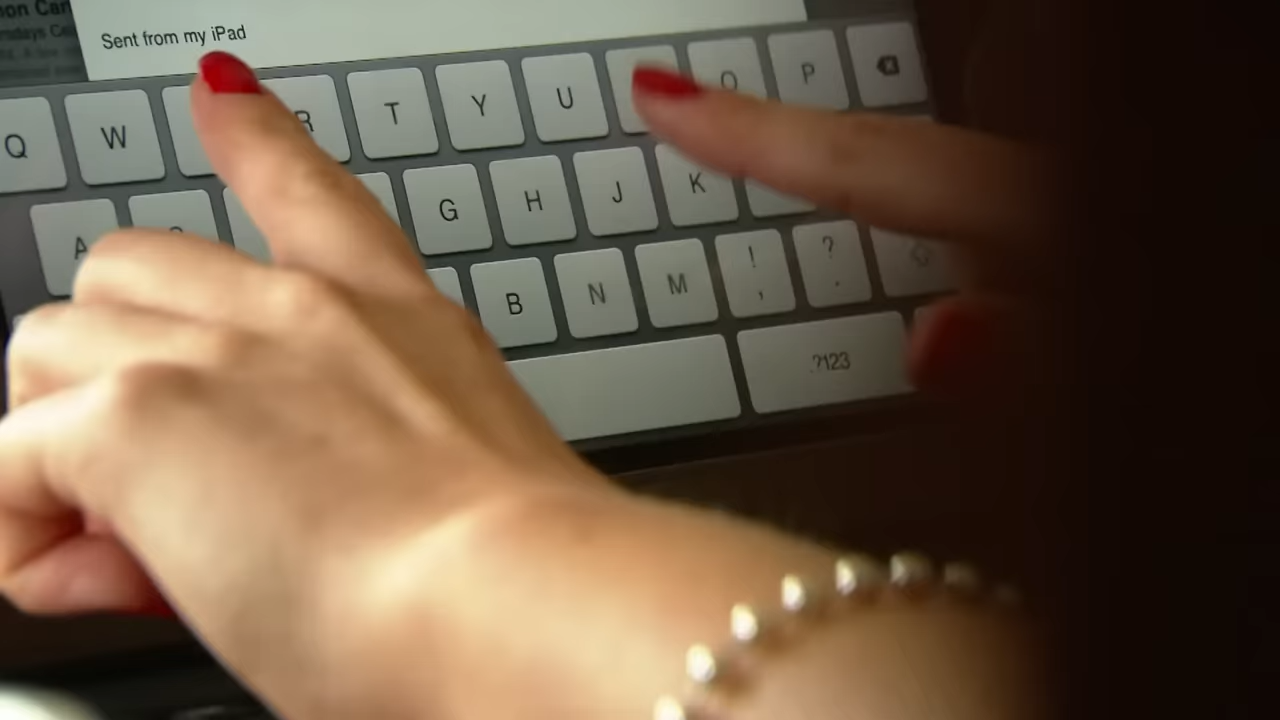 Sent from my iPad
Q W R T Y U O P
A G H J K
B N M ! , ? .
.?123